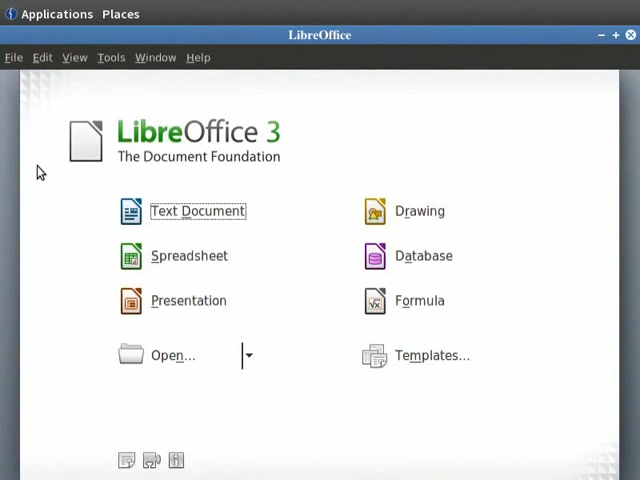 Applications Places
LibreOffice
File Edit View Tools Window Help
LibreOffice 3
The Document Foundation
Text Document
Drawing
Spreadsheet
Database
Presentation
Formula
Open...
Templates...